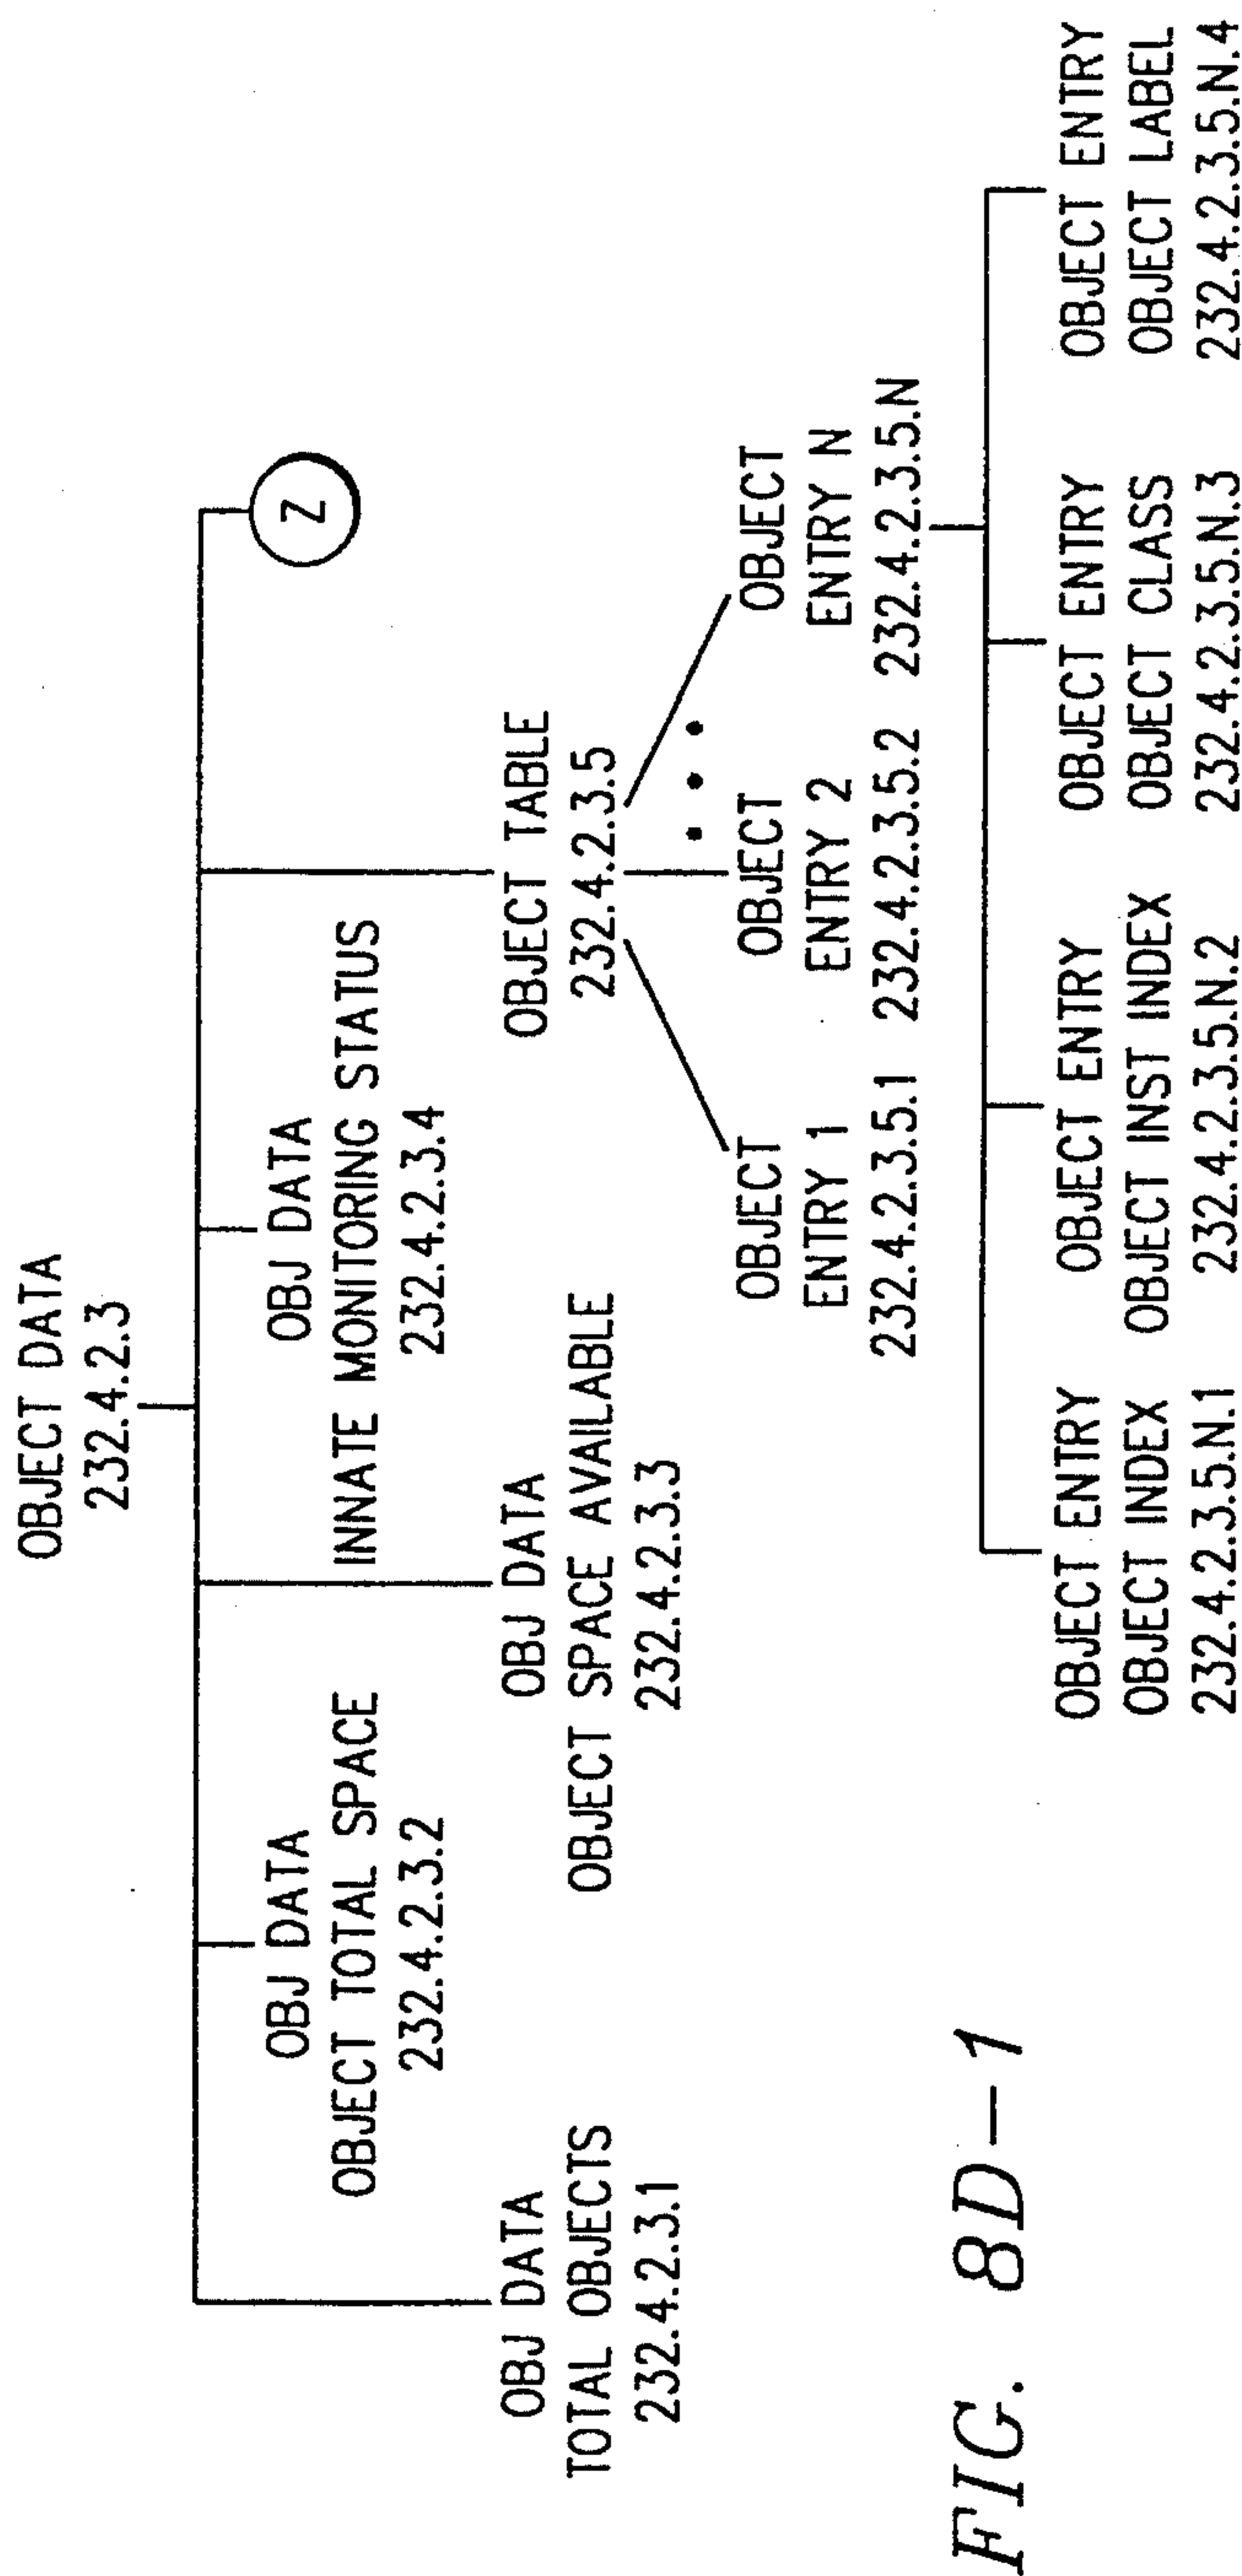 OBJECT DATA
232.4.2.3
Z
OBJ DATA
OBJECT TOTAL SPACE
232.4.2.3.2
OBJ DATA
INNATE MONITORING STATUS
232.4.2.3.4
OBJ DATA
TOTAL OBJECTS
232.4.2.3.1
OBJ DATA
OBJECT SPACE AVAILABLE
232.4.2.3.3
OBJECT TABLE
232.4.2.3.5
OBJECT
ENTRY 1
232.4.2.3.5.1
OBJECT
ENTRY 2
232.4.2.3.5.2
OBJECT
ENTRY N
232.4.2.3.5.N
OBJECT ENTRY
OBJECT INDEX
232.4.2.3.5.N.1
OBJECT ENTRY
OBJECT INST INDEX
232.4.2.3.5.N.2
OBJECT ENTRY
OBJECT CLASS
232.4.2.3.5.N.3
OBJECT ENTRY
OBJECT LABEL
232.4.2.3.5.N.4
FIG. 8D-1